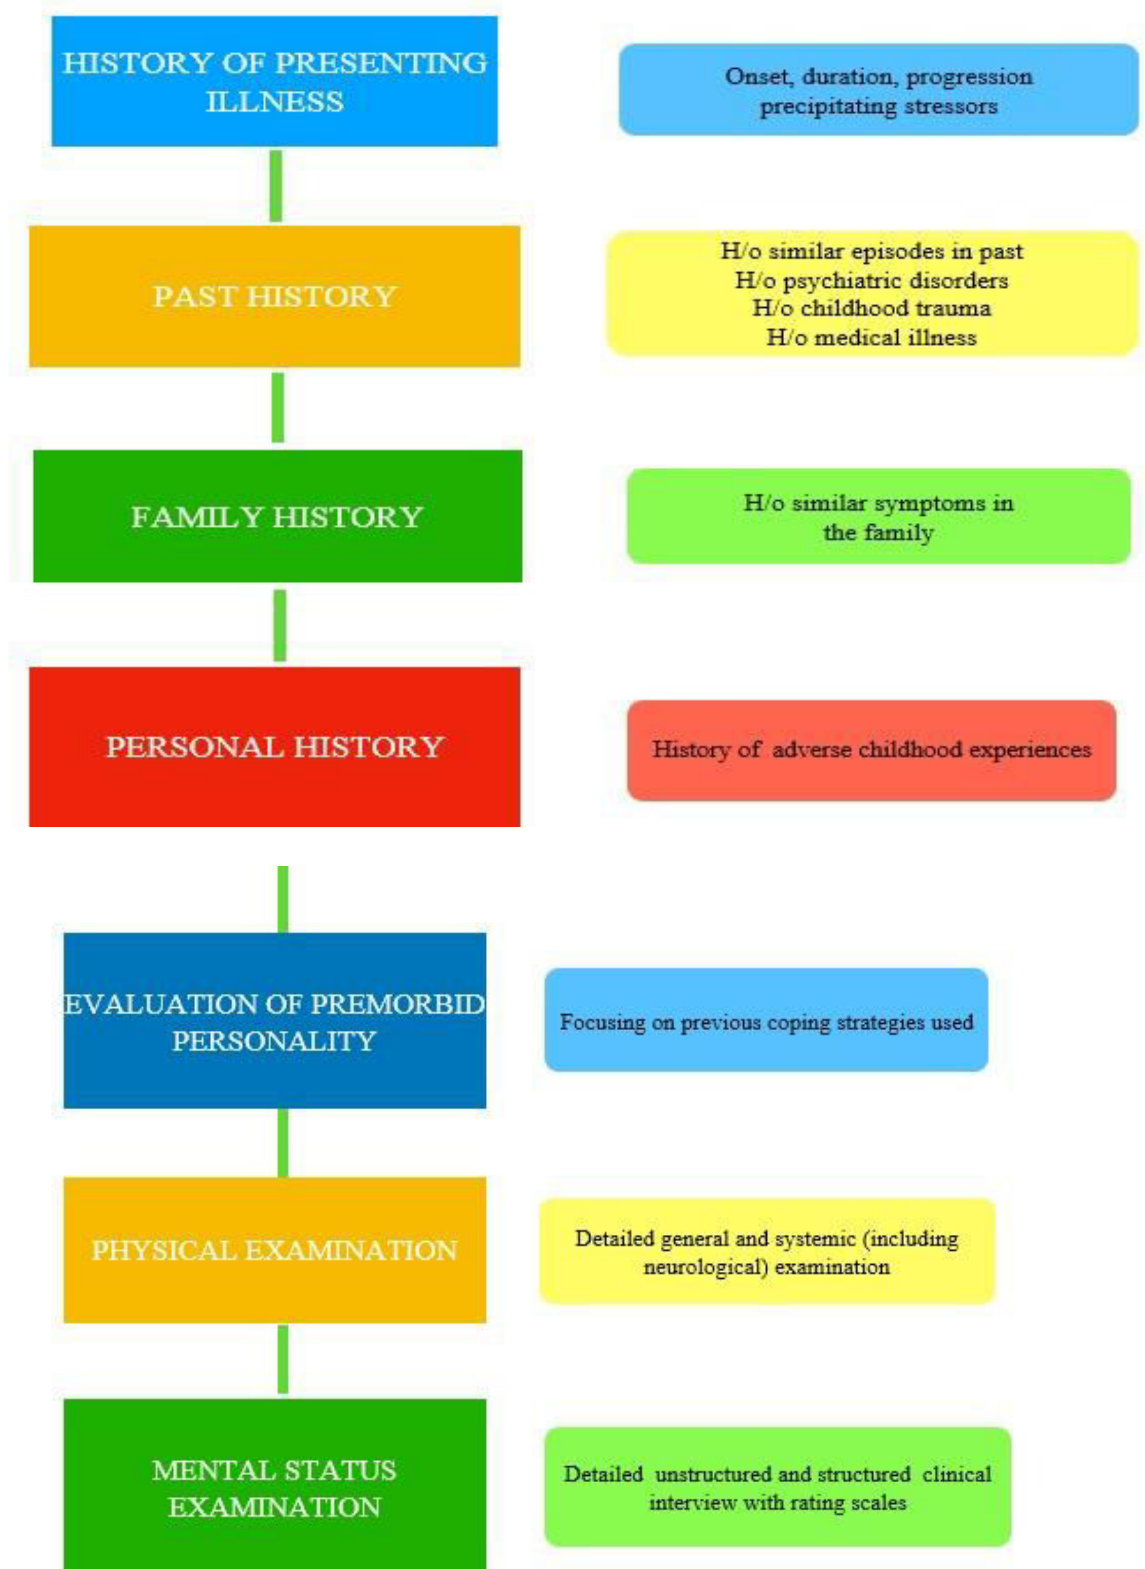 HISTORY OF PRESENTING
ILLNESS
Onset, duration, progression
precipitating stressors
PAST HISTORY
H/o similar episodes in past
H/o psychiatric disorders
H/o childhood trauma
H/o medical illness
FAMILY HISTORY
H/o similar symptoms in
the family
PERSONAL HISTORY
History of adverse childhood experiences
EVALUATION OF PREMORBID
PERSONALITY
Focusing on previous coping strategies used
PHYSICAL EXAMINATION
Detailed general and systemic (including
neurological) examination
MENTAL STATUS
EXAMINATION
Detailed unstructured and structured clinical
interview with rating scales